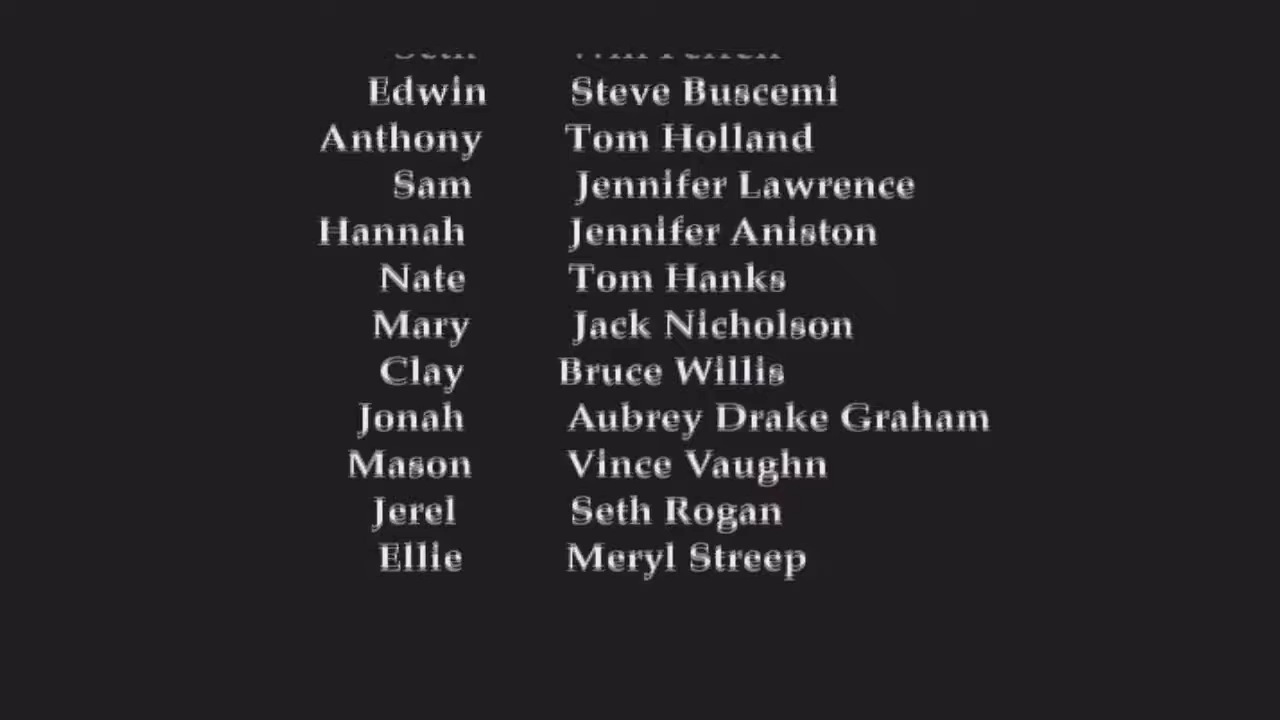 Edwin Steve Buscemi
Anthony Tom Holland
Sam Jennifer Lawrence
Hannah Jennifer Aniston
Nate Tom Hanks
Mary Jack Nicholson
Clay Bruce Willis
Jonah Aubrey Drake Graham
Mason Vince Vaughn
Jerel Seth Rogan
Ellie Meryl Streep